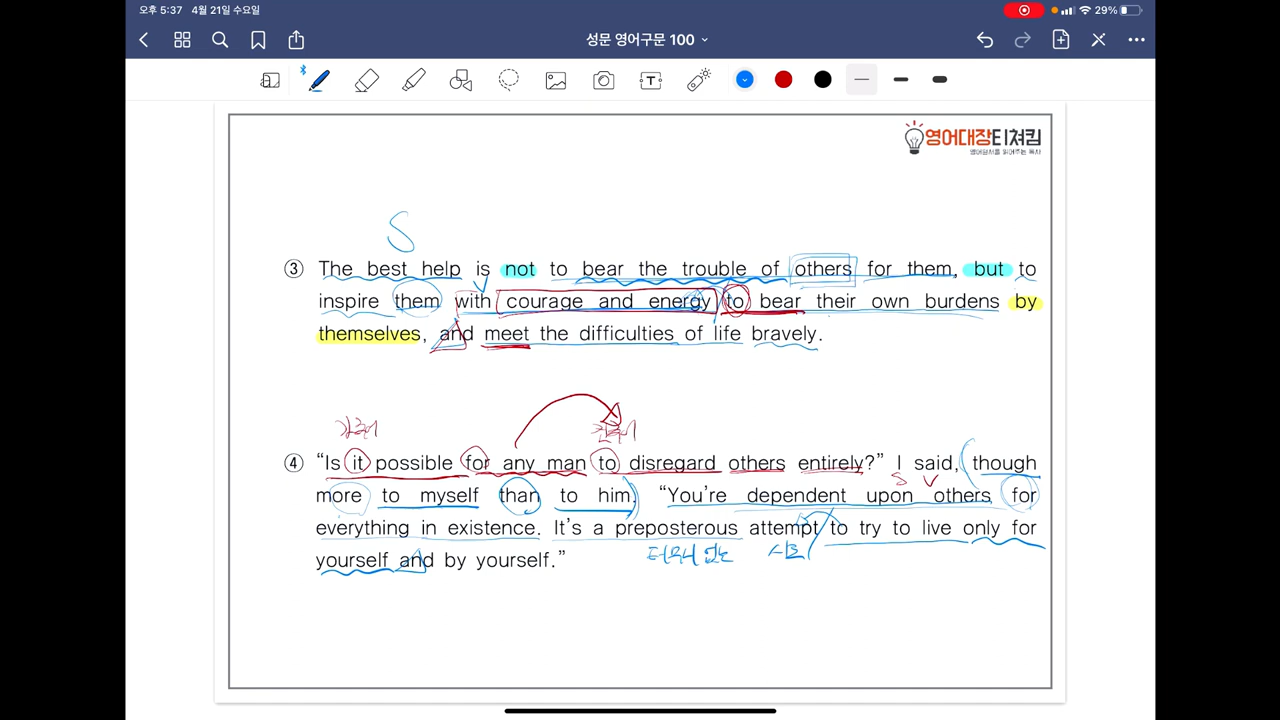 오후 5:37 4월 21일 수요일
29%
성문 영어구문 100
영어대장티쳐킴
S
③ The best help is not to bear the trouble of others for them, but to
inspire them with courage and energy to bear their own burdens by
themselves, and meet the difficulties of life bravely.
가주어 진주어
④ “Is it possible for any man to disregard others entirely?” I said, (though
S V
more to myself than to him) “You're dependent upon others for
everything in existence. It's a preposterous attempt to try to live only for
터무니 없는 시도
yourself and by yourself.”